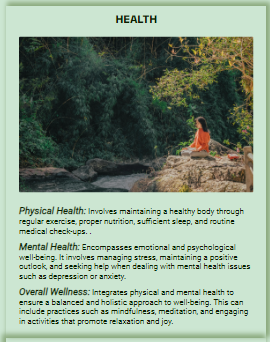 HEALTH
Physical Health: Involves maintaining a healthy body through
regular exercise, proper nutrition, sufficient sleep, and routine
medical check-ups. .
Mental Health: Encompasses emotional and psychological
well-being. It involves managing stress, maintaining a positive
outlook, and seeking help when dealing with mental health issues
such as depression or anxiety.
Overall Wellness: Integrates physical and mental health to
ensure a balanced and holistic approach to well-being. This can
include practices such as mindfulness, meditation, and engaging
in activities that promote relaxation and joy.